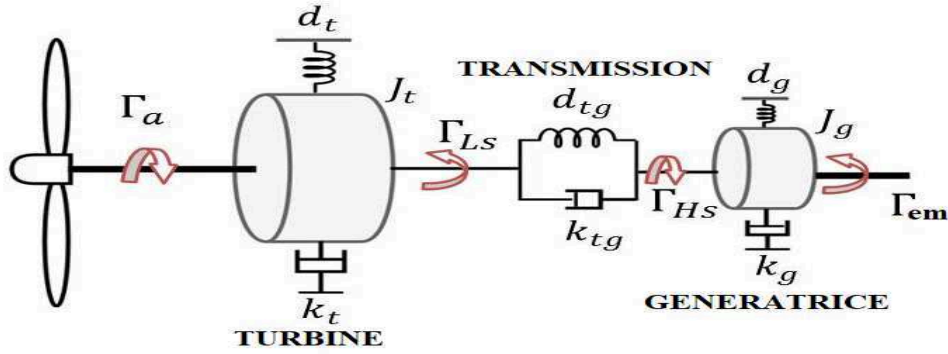 d_t
TRANSMISSION
d_g
J_t
d_tg
J_g
Γ_a
Γ_Ls
Γ_Hs
Γ_em
k_tg
k_t
k_g
GENERATRICE
TURBINE